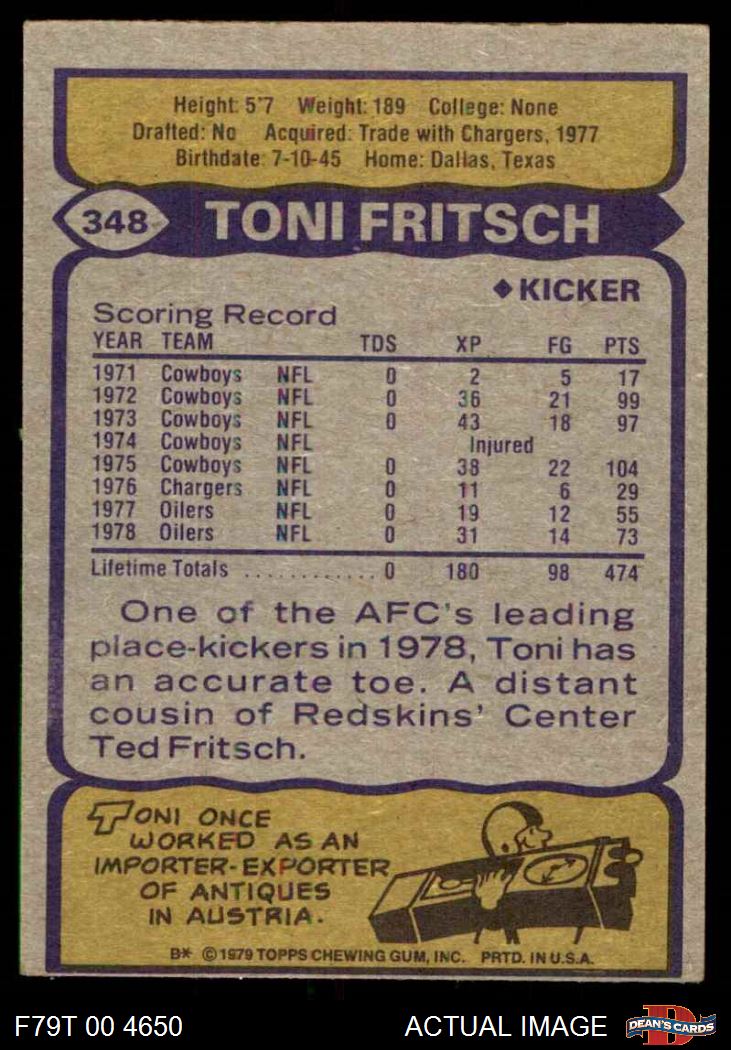 Height: 5'7 Weight: 189 College: None
Drafted: No Acquired: Trade with Chargers, 1977
Birthdate: 7-10-45 Home: Dallas, Texas
348 TONI FRITSCH
◆KICKER
Scoring Record
YEAR TEAM TDS XP FG PTS
1971 Cowboys NFL 0 2 5 17
1972 Cowboys NFL 0 36 21 99
1973 Cowboys NFL 0 43 18 97
1974 Cowboys NFL Injured
1975 Cowboys NFL 0 38 22 104
1976 Chargers NFL 0 11 6 29
1977 Oilers NFL 0 19 12 55
1978 Oilers NFL 0 31 14 73
Lifetime Totals ............. 0 180 98 474
One of the AFC's leading
place-kickers in 1978, Toni has
an accurate toe. A distant
cousin of Redskins' Center
Ted Fritsch.
TONI ONCE
WORKED AS AN
IMPORTER-EXPORTER
OF ANTIQUES
IN AUSTRIA.
B* © 1979 TOPPS CHEWING GUM, INC. PRTD. IN U.S.A.
F79T 00 4650 ACTUAL IMAGE D DEAN'S CARDS